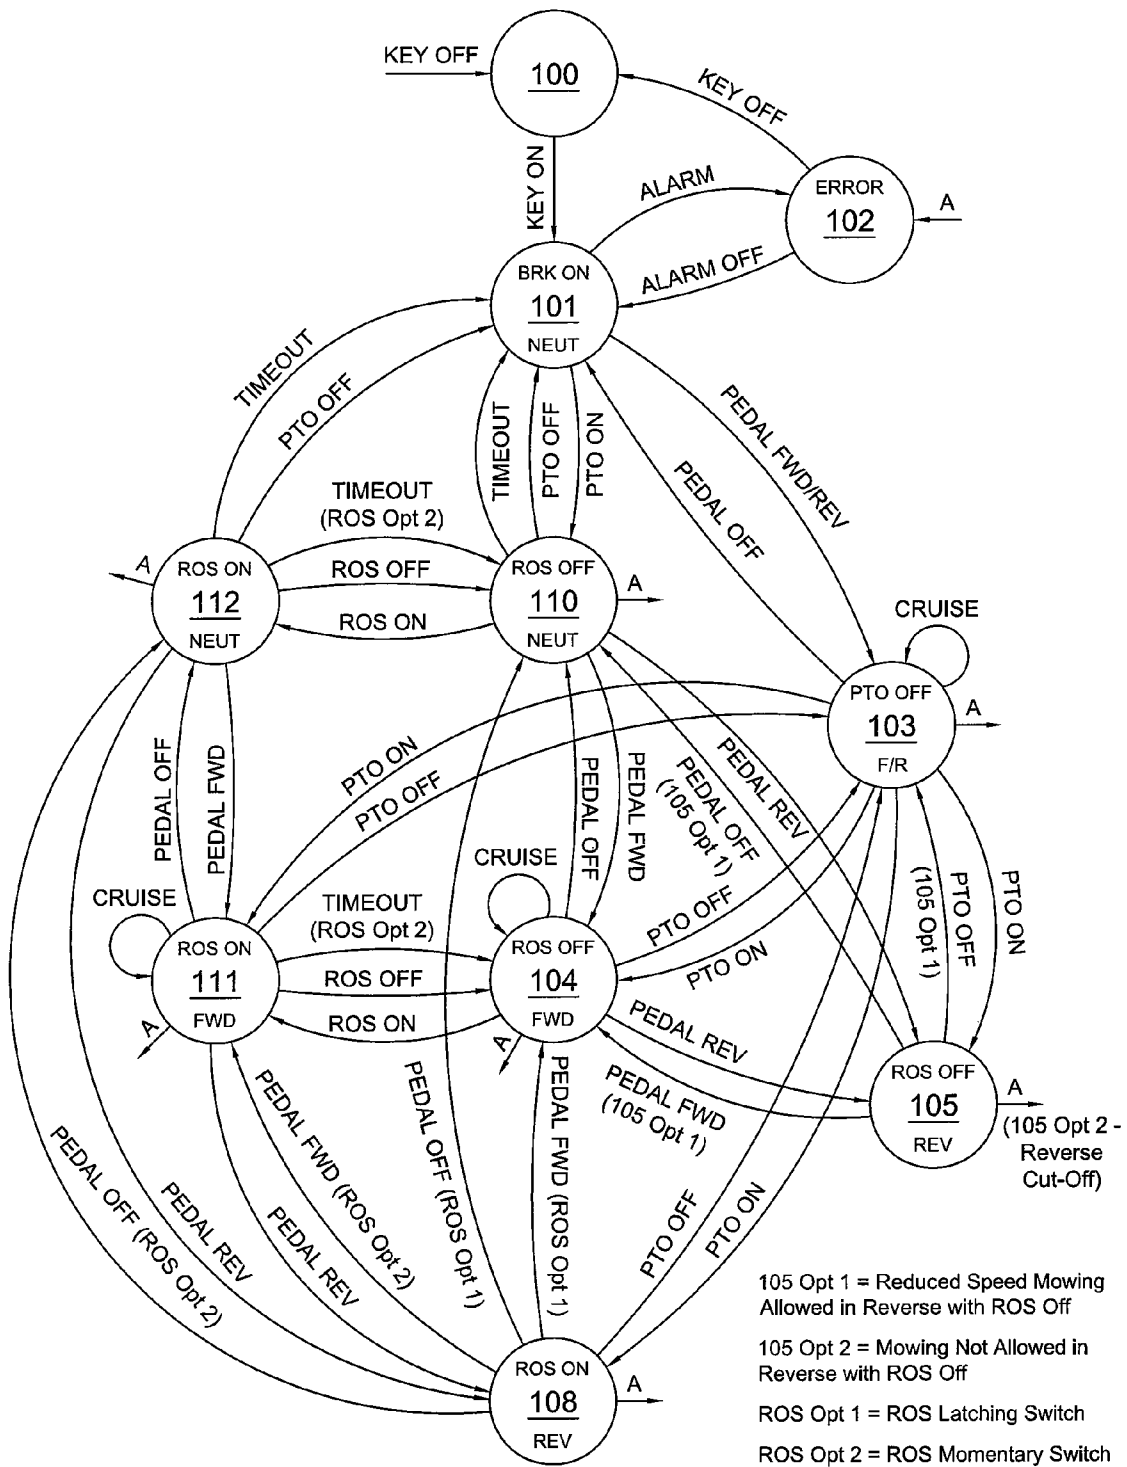 KEY OFF
100
KEY OFF
KEY ON
ALARM
ERROR
102
A
ALARM OFF
BRK ON
101
NEUT
TIMEOUT
PTO OFF
TIMEOUT
PTO OFF
PTO ON
PEDAL FWD/REV
PEDAL OFF
TIMEOUT
(ROS Opt 2)
ROS OFF
ROS ON
A
ROS ON
112
NEUT
ROS OFF
110
NEUT
A
CRUISE
PTO OFF
103
F/R
A
PEDAL OFF
PEDAL FWD
PTO ON
PTO OFF
PEDAL OFF
PEDAL FWD
PEDAL OFF
(105 Opt 1)
PEDAL REV
CRUISE
CRUISE
TIMEOUT
(ROS Opt 2)
ROS OFF
ROS ON
PTO OFF
PTO ON
(105 Opt 1)
PTO OFF
PTO ON
ROS ON
111
FWD
A
ROS OFF
104
FWD
A
PEDAL REV
PEDAL FWD
(105 Opt 1)
ROS OFF
105
REV
A
(105 Opt 2 -
Reverse
Cut-Off)
PEDAL OFF (ROS Opt 2)
PEDAL REV
PEDAL REV
PEDAL FWD (ROS Opt 2)
PEDAL OFF (ROS Opt 1)
PEDAL FWD (ROS Opt 1)
PTO OFF
PTO ON
ROS ON
108
REV
A
105 Opt 1 = Reduced Speed Mowing
Allowed in Reverse with ROS Off
105 Opt 2 = Mowing Not Allowed in
Reverse with ROS Off
ROS Opt 1 = ROS Latching Switch
ROS Opt 2 = ROS Momentary Switch